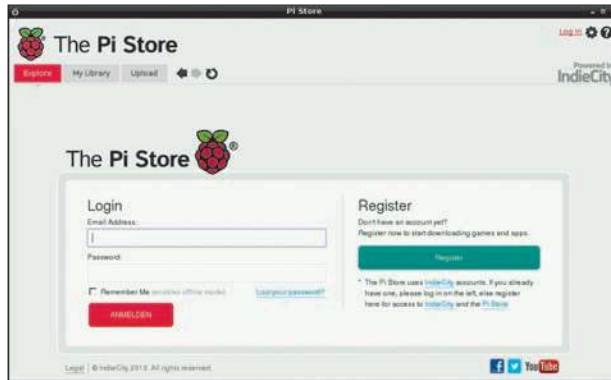 Pi Store
The Pi Store
Log in
Explore
My Library
Upload
Powered by
IndieCity
The Pi Store®
Login
Email Address:
Password:
Remember Me (enables offline mode)
Lost your password?
ANMELDEN
Register
Don't have an account yet?
Register now to start downloading games and apps.
Register
* The Pi Store uses IndieCity accounts. If you already
have one, please log in on the left, else register
here for access to IndieCity and the Pi Store.
Legal | © IndieCity 2013. All rights reserved.
YouTube